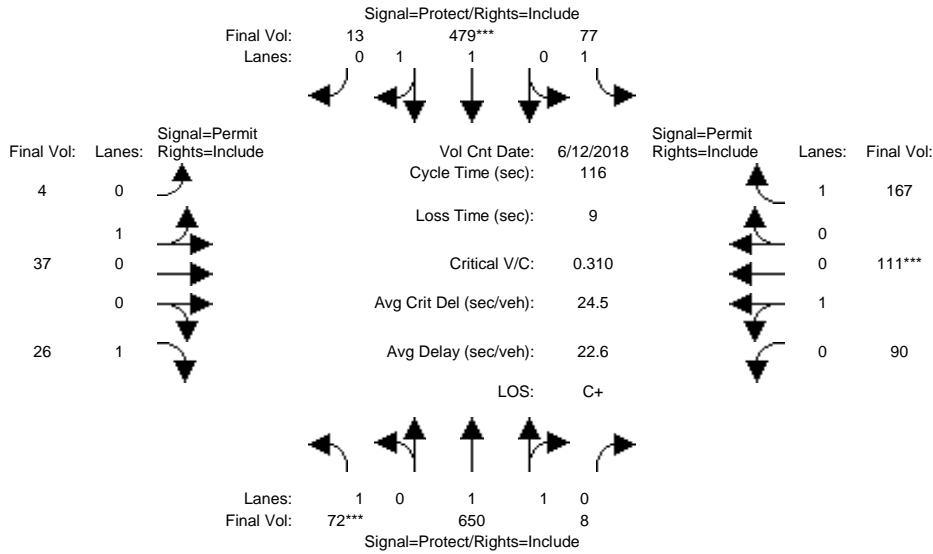 Signal=Protect/Rights=Include
Final Vol: 13 479*** 77
Lanes: 0 1 1 0 1
Signal=Permit Signal=Permit
Final Vol: Lanes: Rights=Include Vol Cnt Date: 6/12/2018 Rights=Include Lanes: Final Vol:
Cycle Time (sec): 116
4 0 1 167
Loss Time (sec): 9
1 0
37 0 Critical V/C: 0.310 0 111***
0 Avg Crit Del (sec/veh): 24.5 1
26 1 Avg Delay (sec/veh): 22.6 0 90
LOS: C+
Lanes: 1 0 1 1 0
Final Vol: 72*** 650 8
Signal=Protect/Rights=Include